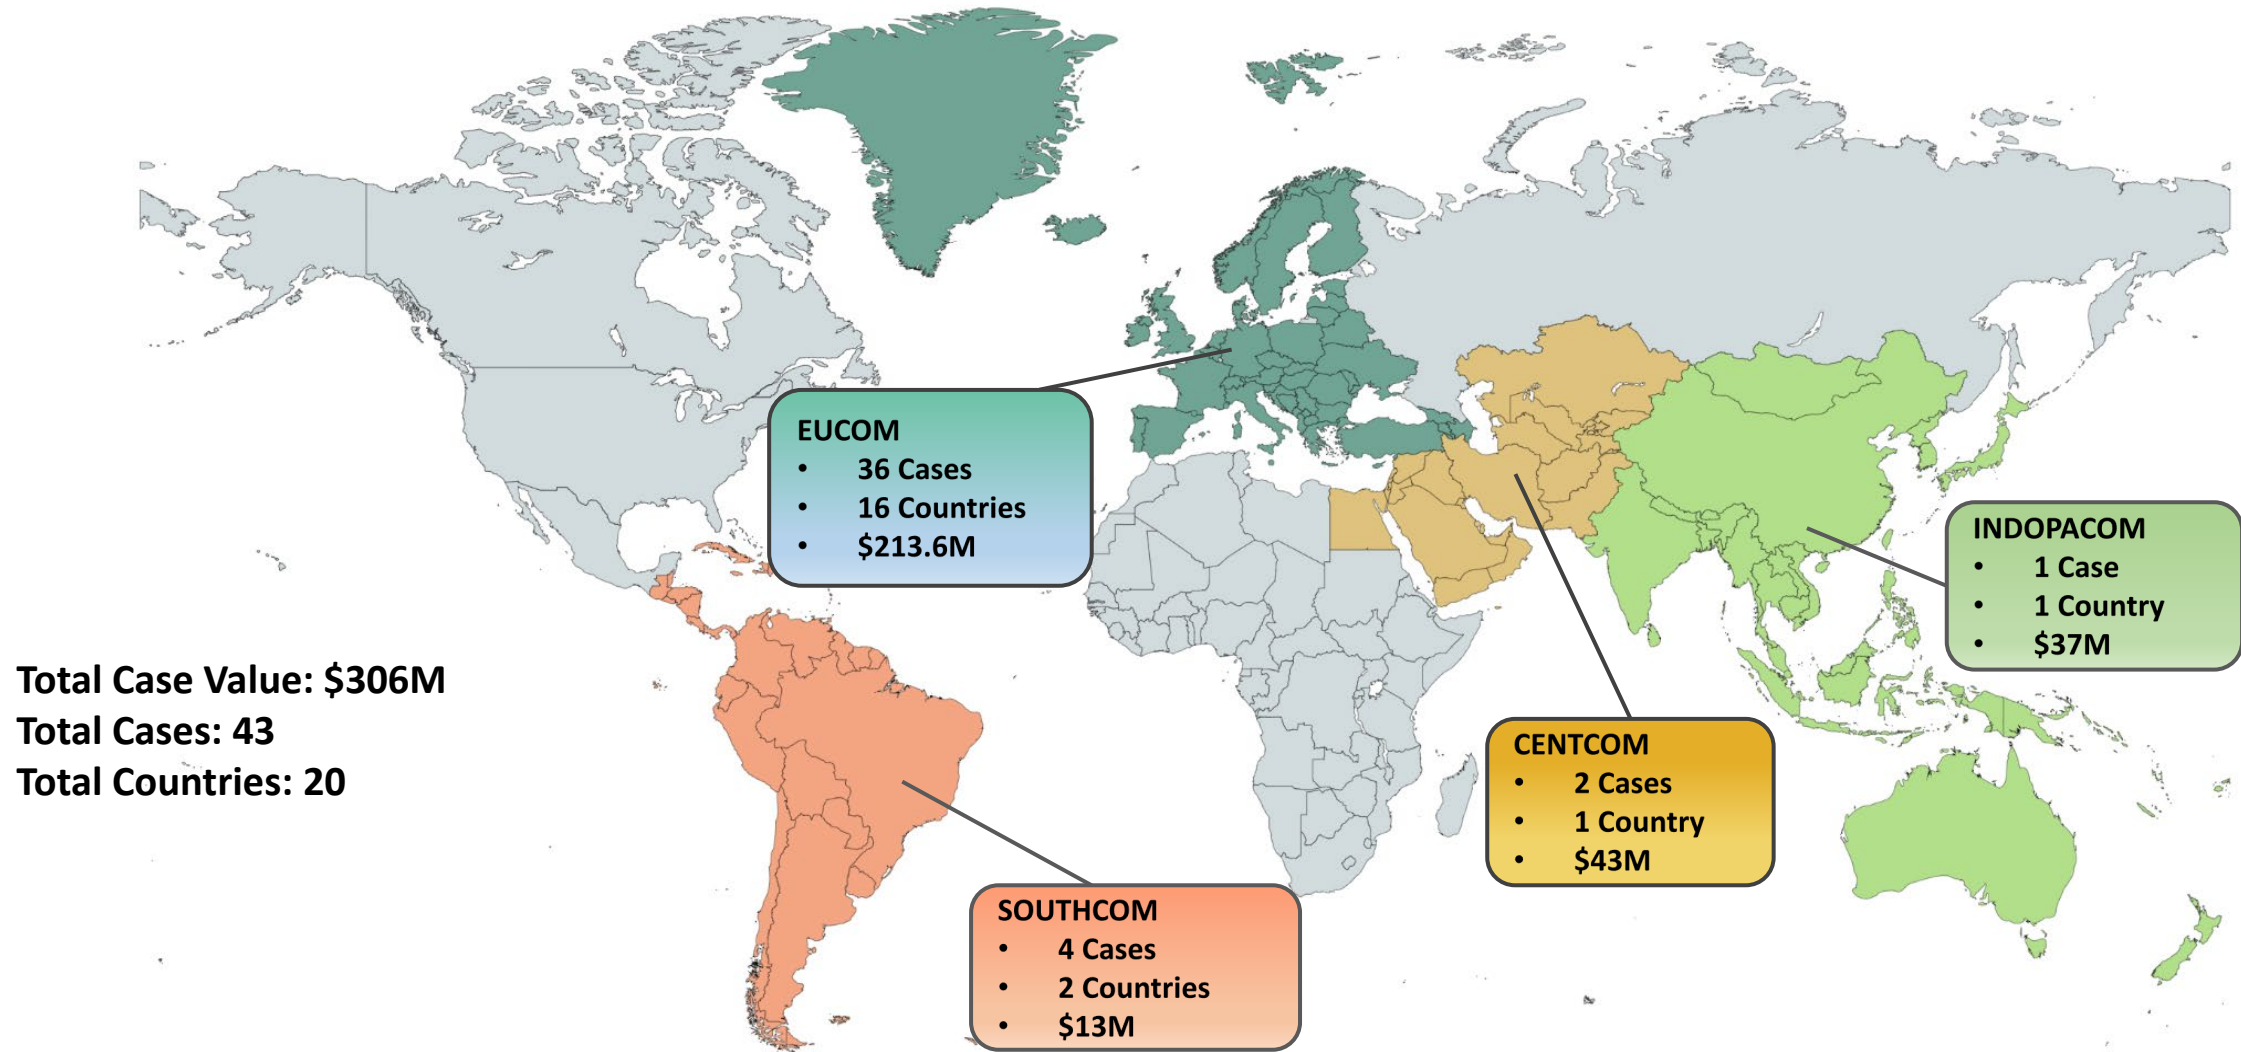 EUCOM
• 36 Cases
• 16 Countries
• $213.6M
INDOPACOM
• 1 Case
• 1 Country
• $37M
Total Case Value: $306M
Total Cases: 43
Total Countries: 20
CENTCOM
• 2 Cases
• 1 Country
• $43M
SOUTHCOM
• 4 Cases
• 2 Countries
• $13M